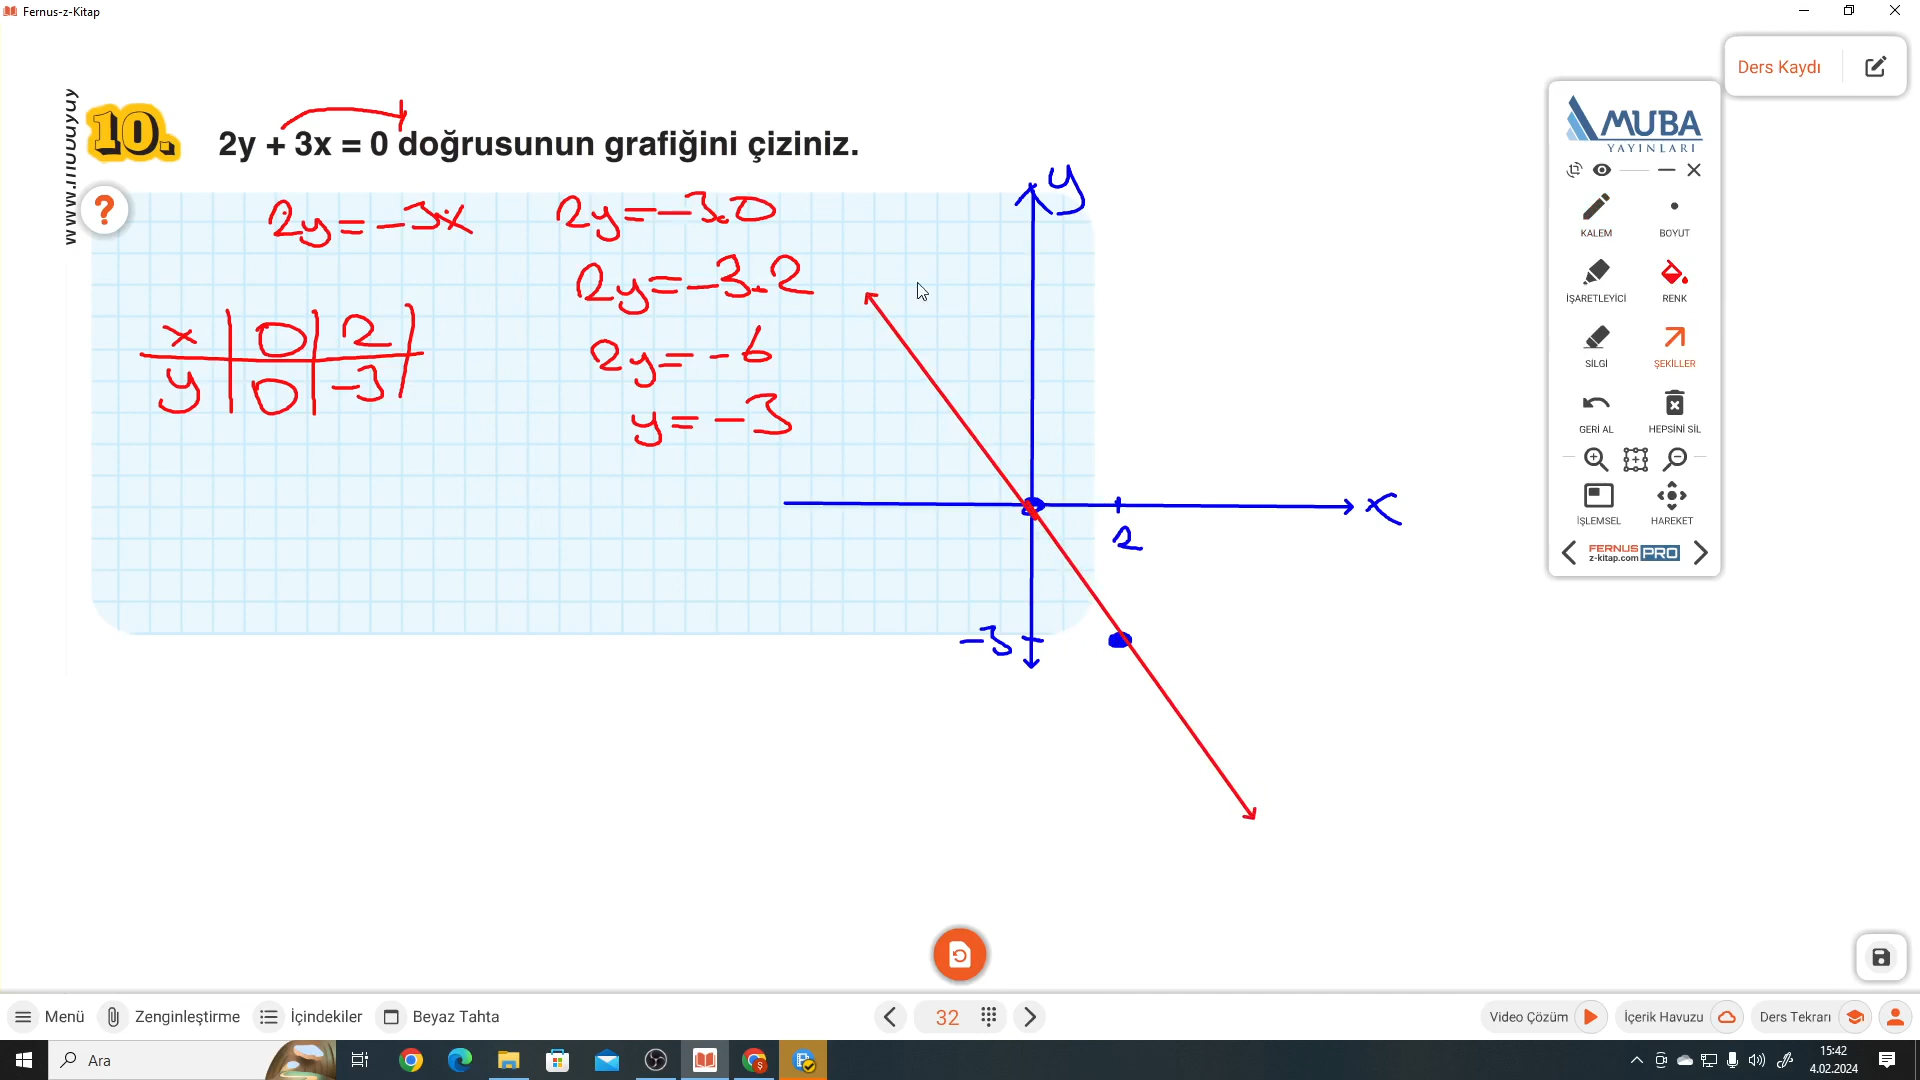 Fernus-z-Kitap
Ders Kaydı
10.
2y + 3x = 0 doğrusunun grafiğini çiziniz.
?
2y = -3x
2y = -3.0
2y = -3.2
2y = -6
y = -3
x 0 2
y 0 -3
y
x
2
-3
MUBA
YAYINLARI
KALEM
BOYUT
İŞARETLEYİCİ
RENK
SİLGİ
ŞEKİLLER
GERİ AL
HEPSİNİ SİL
İŞLEMSEL
HAREKET
FERNUS
z-kitap.com
PRO
Menü
Zenginleştirme
İçindekiler
Beyaz Tahta
32
Video Çözüm
İçerik Havuzu
Ders Tekrarı
Ara
15:42
4.02.2024